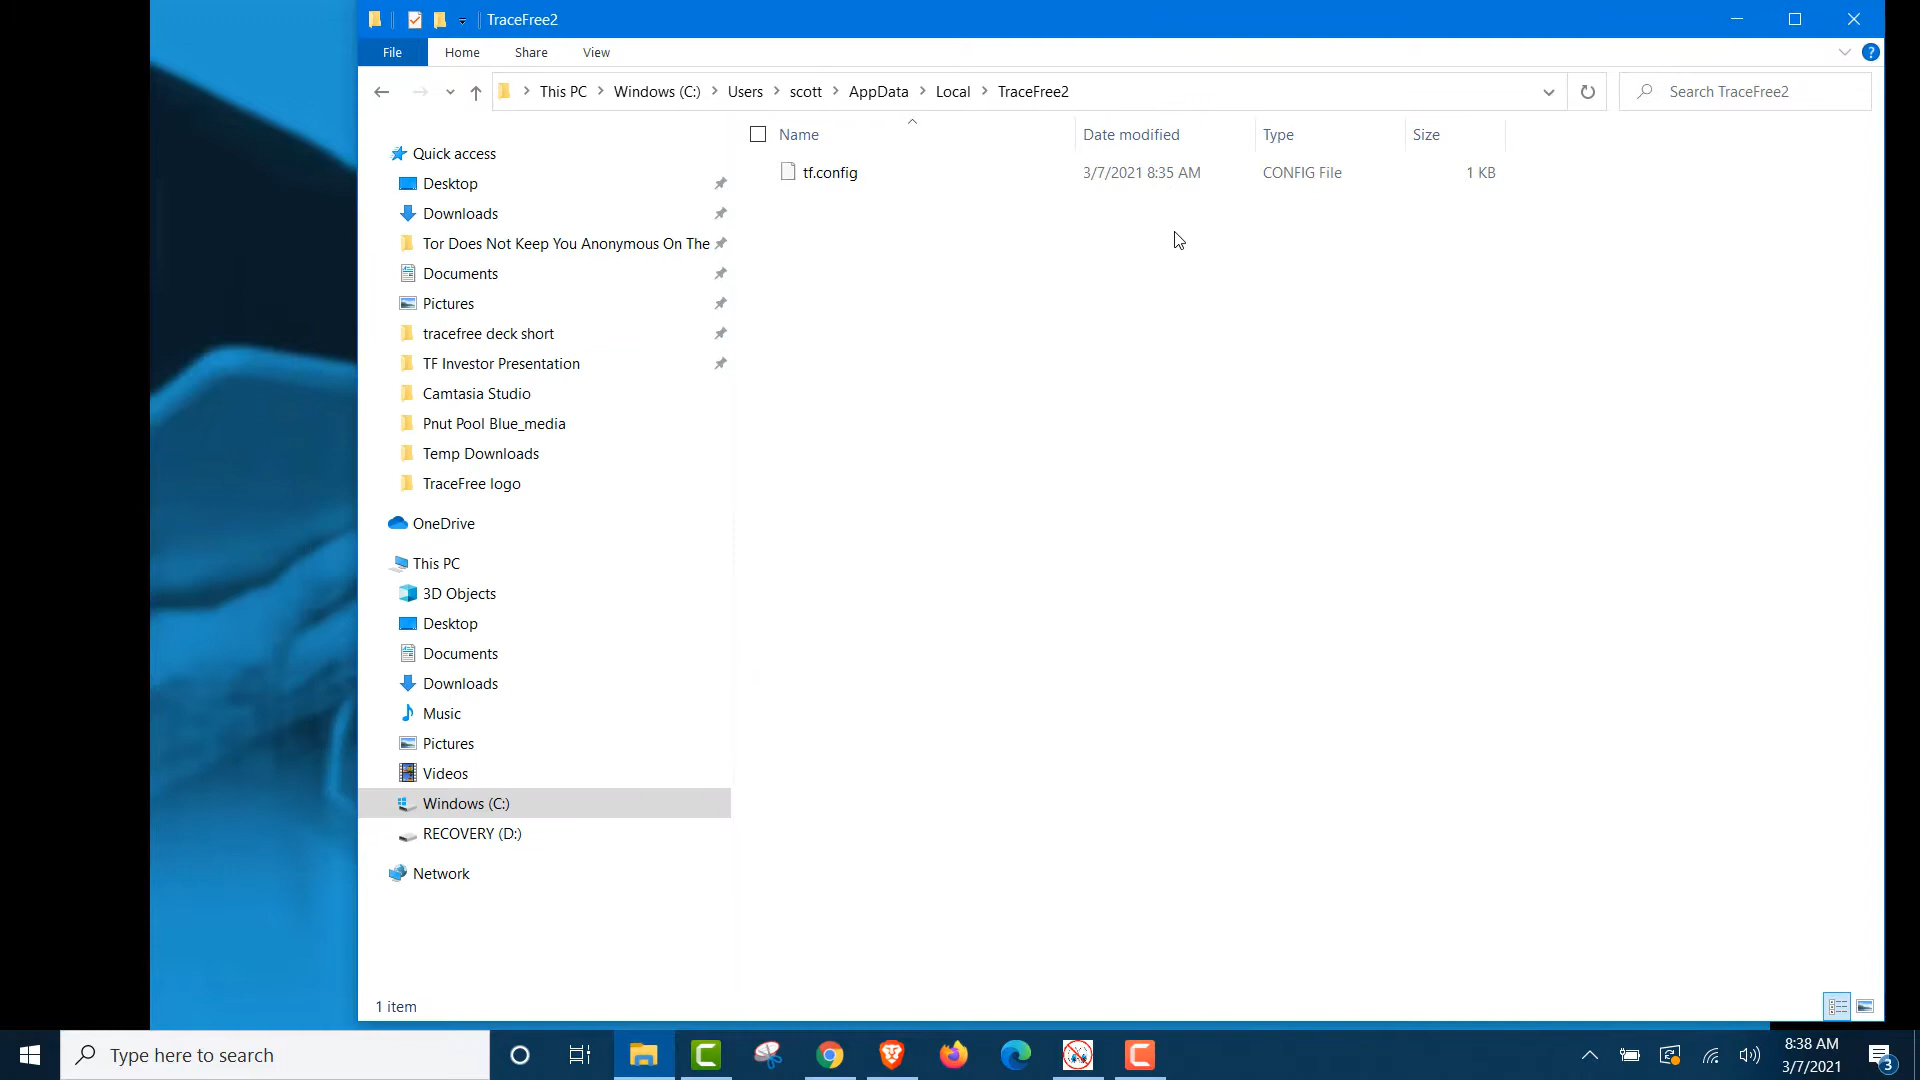 TraceFree2
File Home Share View
This PC Windows (C:) Users scott AppData Local TraceFree2
Search TraceFree2
Name Date modified Type Size
tf.config 3/7/2021 8:35 AM CONFIG File 1 KB
Quick access
Desktop
Downloads
Tor Does Not Keep You Anonymous On The
Documents
Pictures
tracefree deck short
TF Investor Presentation
Camtasia Studio
Pnut Pool Blue_media
Temp Downloads
TraceFree logo
OneDrive
This PC
3D Objects
Desktop
Documents
Downloads
Music
Pictures
Videos
Windows (C:)
RECOVERY (D:)
Network
1 item
Type here to search
8:38 AM
3/7/2021
3